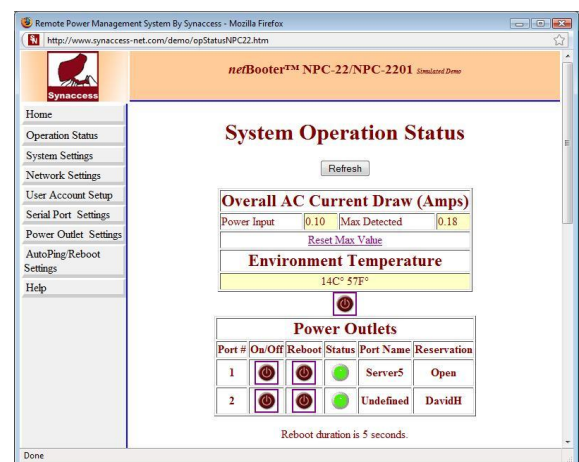 Remote Power Management System By Synaccess - Mozilla Firefox
http://www.synaccess-net.com/demo/opStatusNPC22.htm
Synaccess
netBooter™ NPC-22/NPC-2201 Simulated Demo
Home
Operation Status
System Settings
Network Settings
User Account Setup
Serial Port Settings
Power Outlet Settings
AutoPing/Reboot
Settings
Help
System Operation Status
Refresh
Overall AC Current Draw (Amps)
Power Input 0.10 Max Detected 0.18
Reset Max Value
Environment Temperature
14C° 57F°
Power Outlets
Port # On/Off Reboot Status Port Name Reservation
1 Server5 Open
2 Undefined DavidH
Reboot duration is 5 seconds.
Done